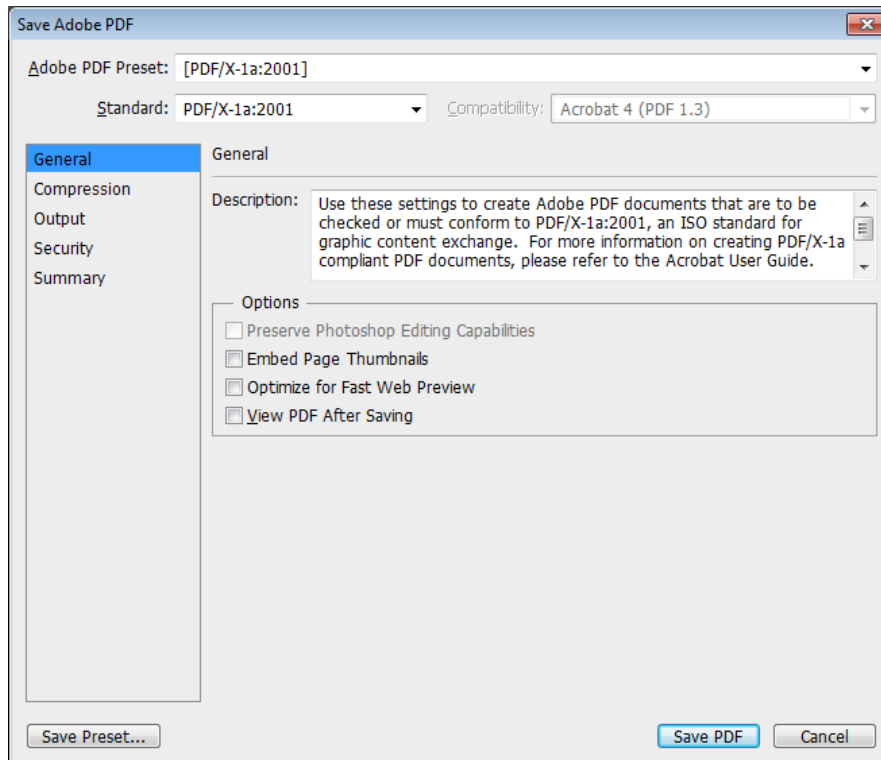 Save Adobe PDF
Adobe PDF Preset: [PDF/X-1a:2001]
Standard: PDF/X-1a:2001 Compatibility: Acrobat 4 (PDF 1.3)
General
Compression
Output
Security
Summary
General
Description: Use these settings to create Adobe PDF documents that are to be
checked or must conform to PDF/X-1a:2001, an ISO standard for
graphic content exchange.  For more information on creating PDF/X-1a
compliant PDF documents, please refer to the Acrobat User Guide.
Options
Preserve Photoshop Editing Capabilities
Embed Page Thumbnails
Optimize for Fast Web Preview
View PDF After Saving
Save Preset... Save PDF Cancel